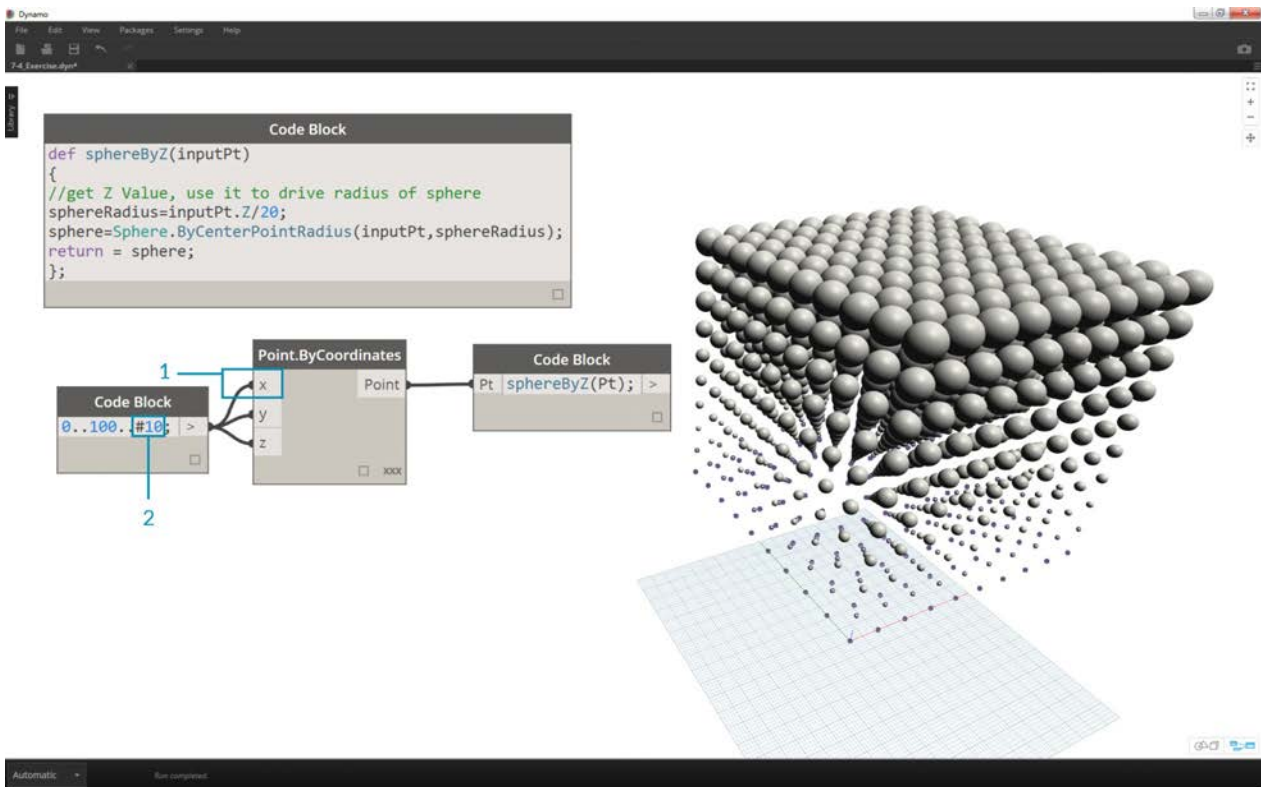 Dynamo
File Edit View Packages Settings Help
7-4_Exercise.dyn*
Library
Code Block
def sphereByZ(inputPt)
{
//get Z Value, use it to drive radius of sphere
sphereRadius=inputPt.Z/20;
sphere=Sphere.ByCenterPointRadius(inputPt,sphereRadius);
return = sphere;
};
1
Code Block
0..100..#10; >
2
Point.ByCoordinates
x Point
y
z
xxx
Code Block
Pt sphereByZ(Pt); >
Automatic Run completed.